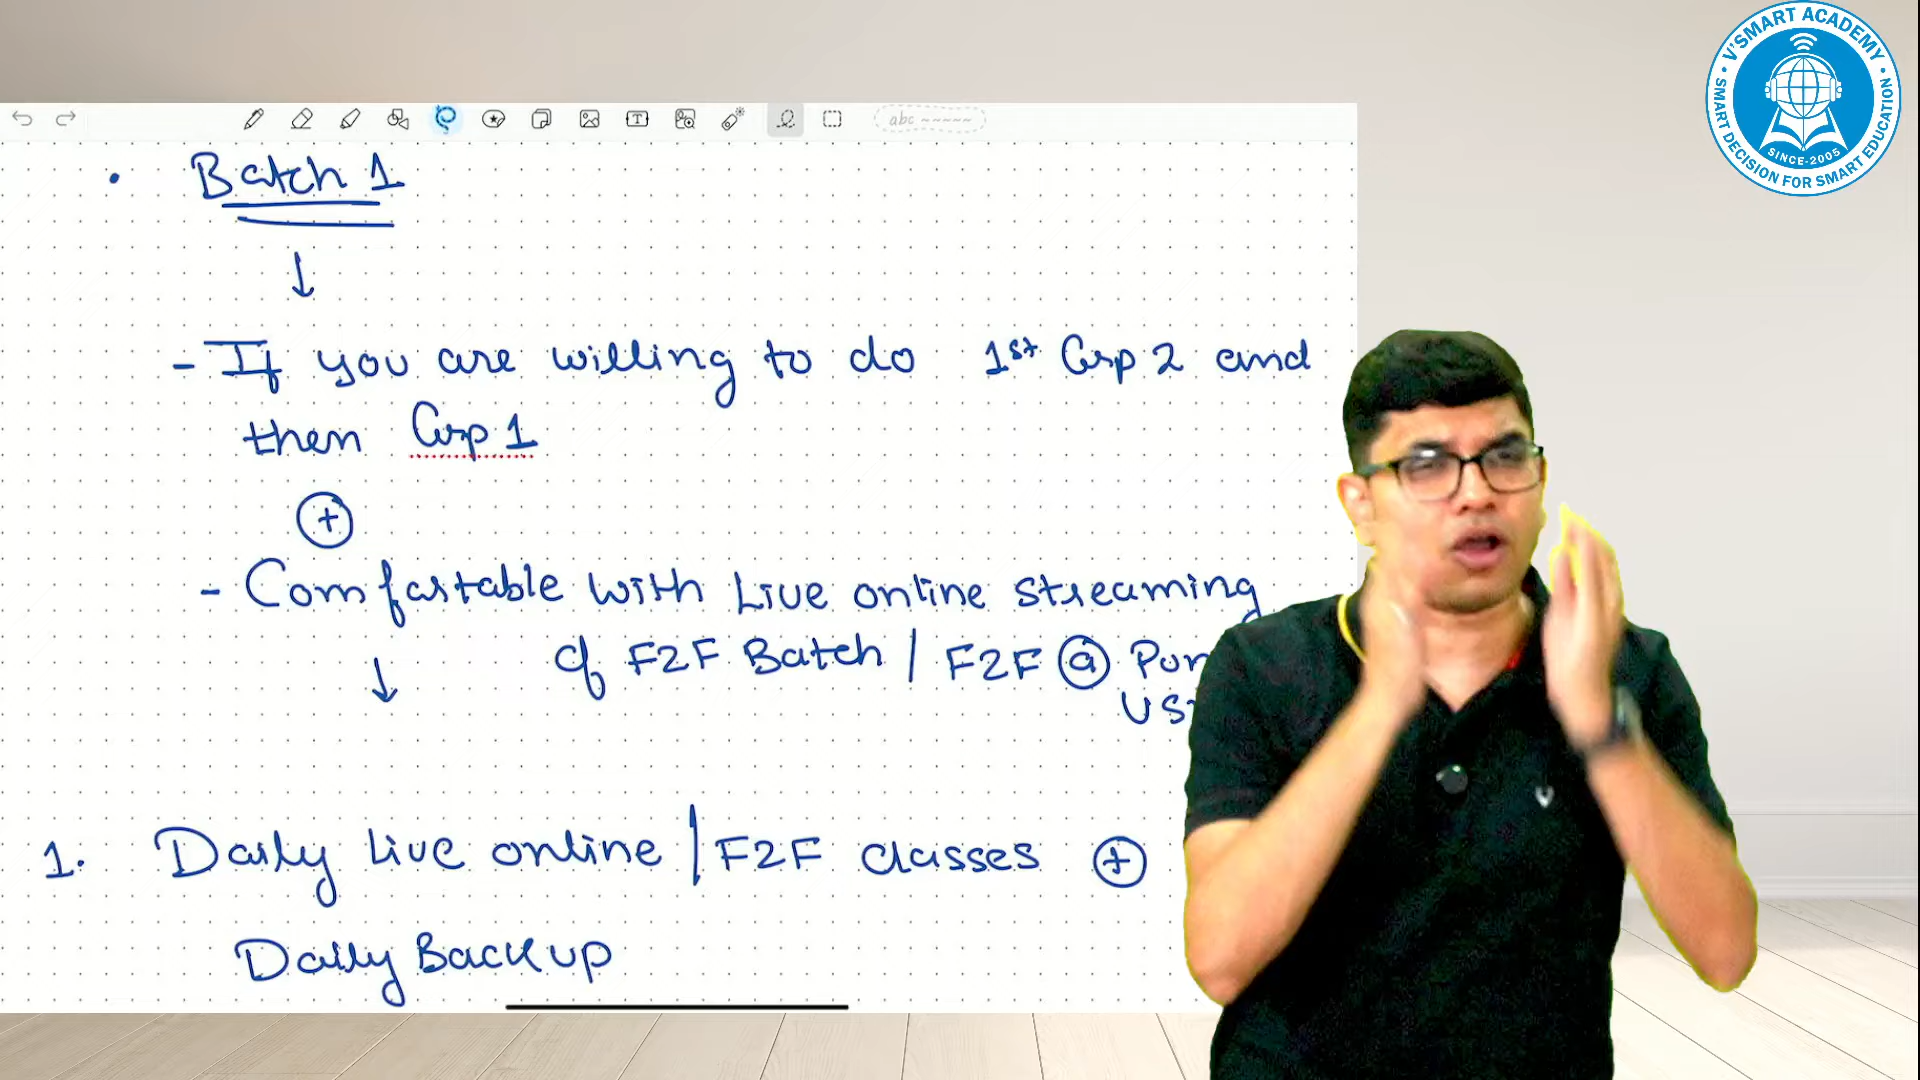 V'SMART ACADEMY
SMART DECISION FOR SMART EDUCATION
SINCE-2005
abc
• Batch 1
↓
- If you are willing to do 1st Grp 2 and
then Grp 1
+
- Comfortable with Live online streaming
↓ of F2F Batch / F2F @
1. Daily Live online / F2F classes +
Daily Backup